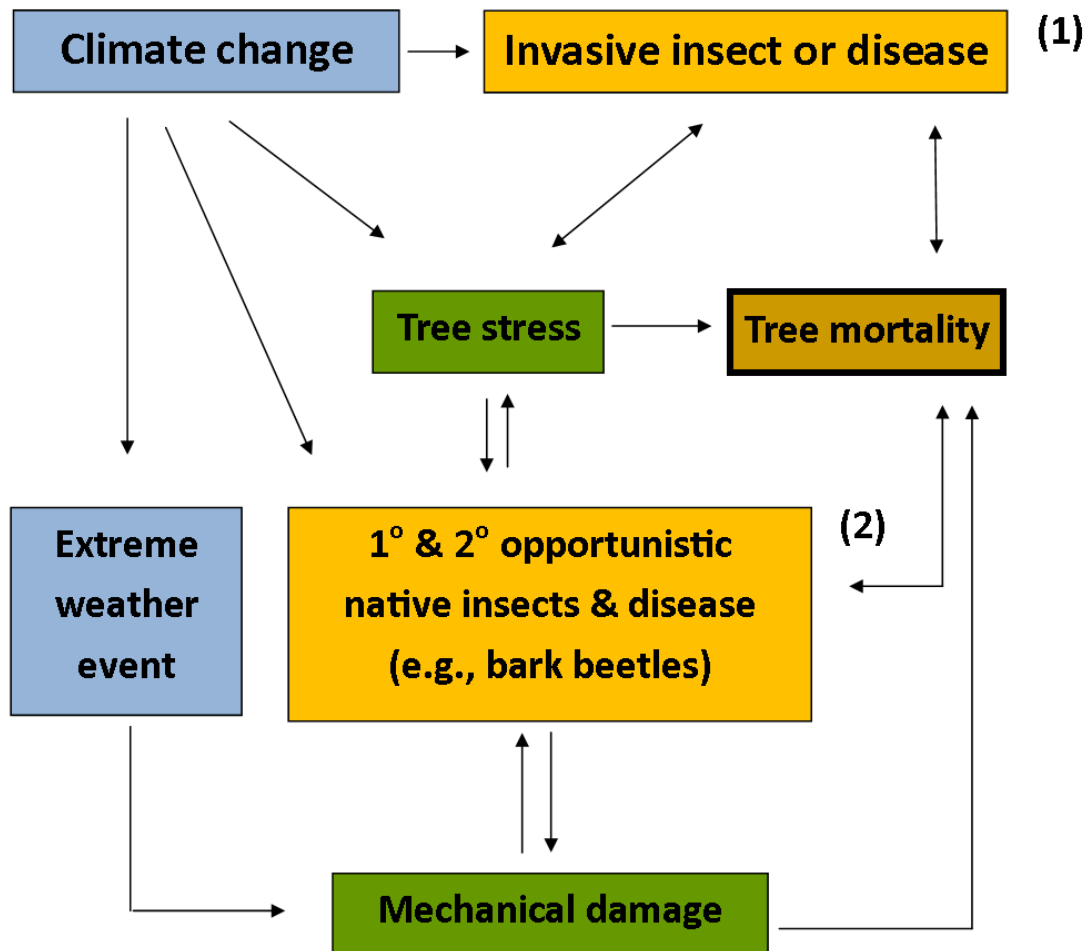 Climate change
Invasive insect or disease
(1)
Tree stress
Tree mortality
Extreme
weather
event
1° & 2° opportunistic
native insects & disease
(e.g., bark beetles)
(2)
Mechanical damage